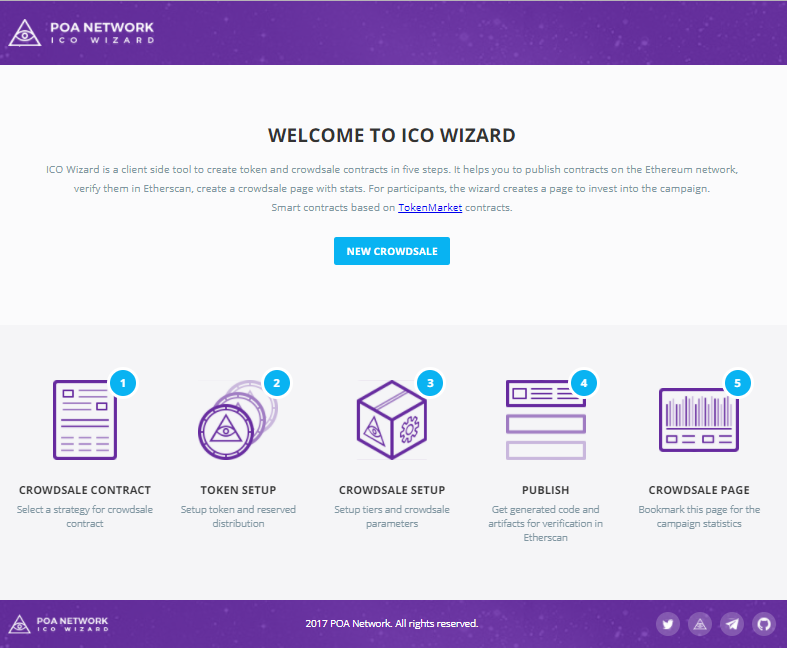 POA NETWORK
ICO WIZARD
WELCOME TO ICO WIZARD
ICO Wizard is a client side tool to create token and crowdsale contracts in five steps. It helps you to publish contracts on the Ethereum network,
verify them in Etherscan, create a crowdsale page with stats. For participants, the wizard creates a page to invest into the campaign.
Smart contracts based on TokenMarket contracts.
NEW CROWDSALE
1
2
3
4
5
CROWDSALE CONTRACT
Select a strategy for crowdsale
contract
TOKEN SETUP
Setup token and reserved
distribution
CROWDSALE SETUP
Setup tiers and crowdsale
parameters
PUBLISH
Get generated code and
artifacts for verification in
Etherscan
CROWDSALE PAGE
Bookmark this page for the
campaign statistics
POA NETWORK
ICO WIZARD
2017 POA Network. All rights reserved.